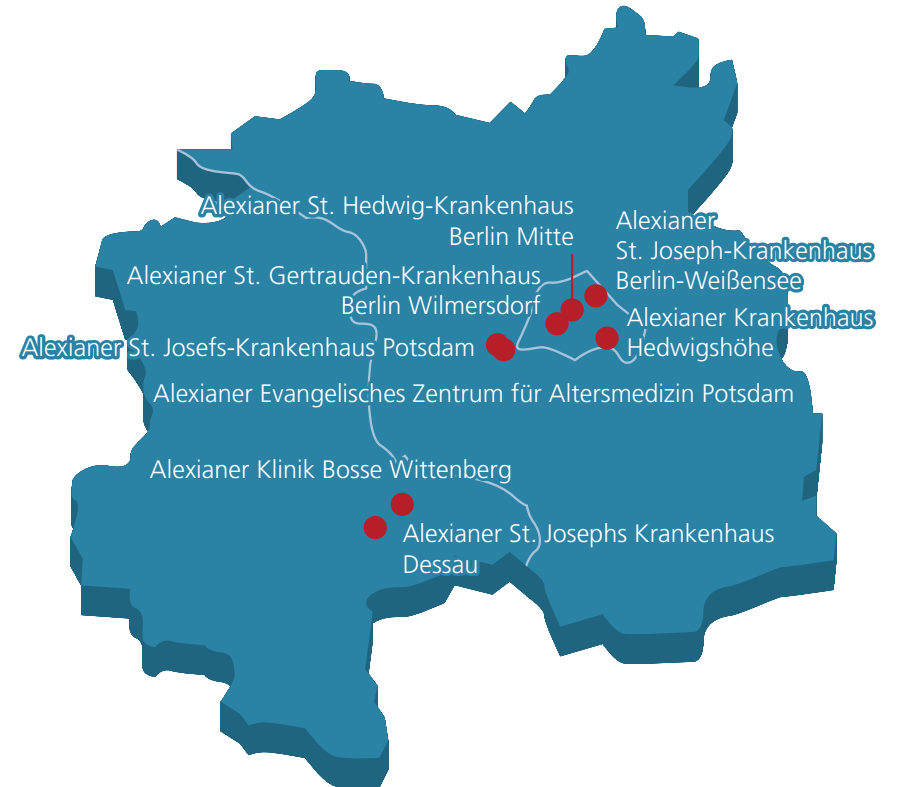 Alexianer St. Hedwig-Krankenhaus
Berlin Mitte
Alexianer
St. Joseph-Krankenhaus
Berlin-Weißensee
Alexianer St. Gertrauden-Krankenhaus
Berlin Wilmersdorf
Alexianer Krankenhaus
Hedwigshöhe
Alexianer St. Josefs-Krankenhaus Potsdam
Alexianer Evangelisches Zentrum für Altersmedizin Potsdam
Alexianer Klinik Bosse Wittenberg
Alexianer St. Josephs Krankenhaus
Dessau